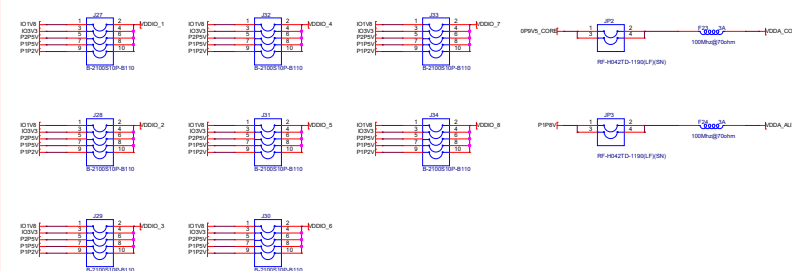 J27
IO1V8 1 2 VDDIO_1
IO3V3 3 4
P2P5V 5 6
P1P5V 7 8
P1P2V 9 10
B-2100S10P-B110
J32
IO1V8 1 2 VDDIO_4
IO3V3 3 4
P2P5V 5 6
P1P5V 7 8
P1P2V 9 10
B-2100S10P-B110
J33
IO1V8 1 2 VDDIO_7
IO3V3 3 4
P2P5V 5 6
P1P5V 7 8
P1P2V 9 10
B-2100S10P-B110
JP2
0P9V5_CORE 1 2
3 4
RF-H042TD-1190(LF)(SN)
F23 3A
VDDA_CO
100Mhz@70ohm
J28
IO1V8 1 2 VDDIO_2
IO3V3 3 4
P2P5V 5 6
P1P5V 7 8
P1P2V 9 10
B-2100S10P-B110
J31
IO1V8 1 2 VDDIO_5
IO3V3 3 4
P2P5V 5 6
P1P5V 7 8
P1P2V 9 10
B-2100S10P-B110
J34
IO1V8 1 2 VDDIO_8
IO3V3 3 4
P2P5V 5 6
P1P5V 7 8
P1P2V 9 10
B-2100S10P-B110
JP3
P1P8V 1 2
3 4
RF-H042TD-1190(LF)(SN)
F24 3A
VDDA_AU
100Mhz@70ohm
J29
IO1V8 1 2 VDDIO_3
IO3V3 3 4
P2P5V 5 6
P1P5V 7 8
P1P2V 9 10
B-2100S10P-B110
J30
IO1V8 1 2 VDDIO_6
IO3V3 3 4
P2P5V 5 6
P1P5V 7 8
P1P2V 9 10
B-2100S10P-B110